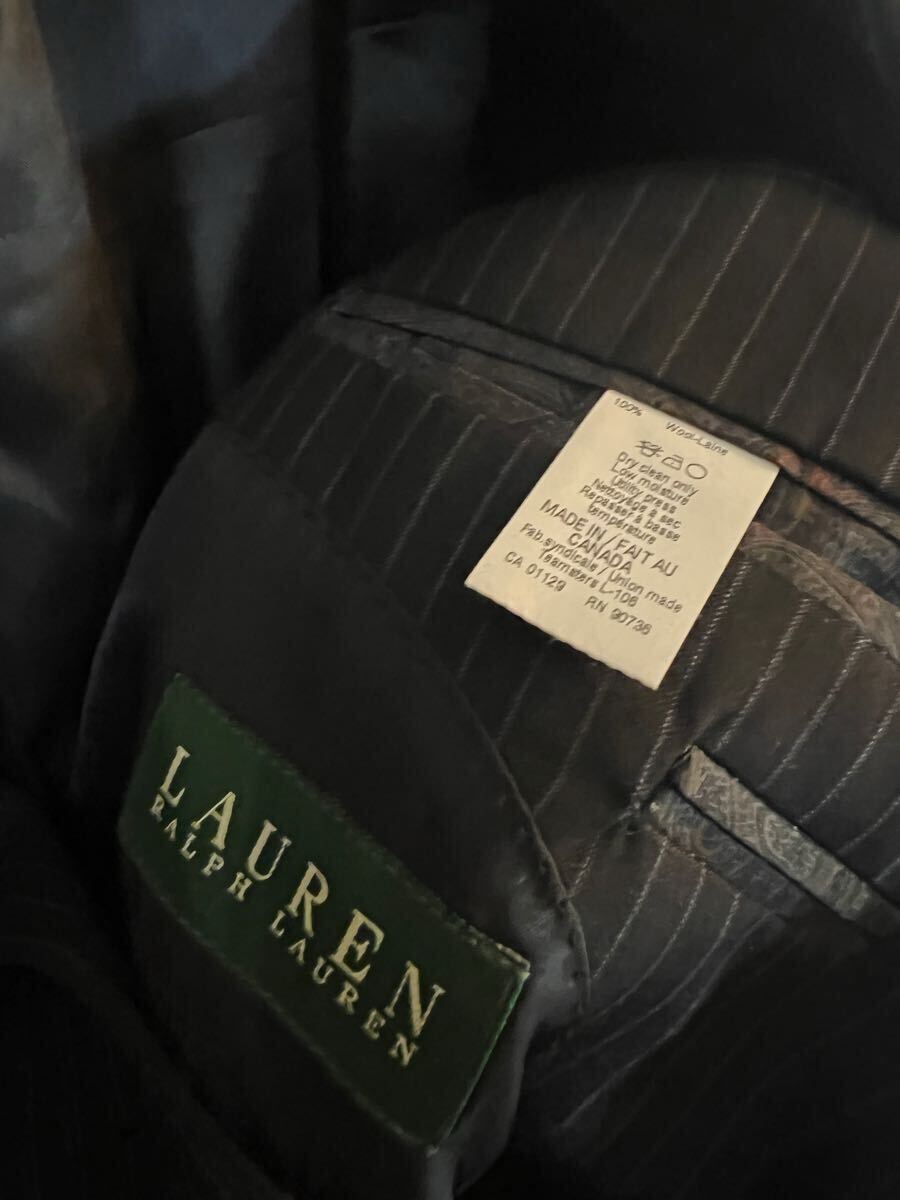 100% Wool-Laine
Dry clean only
Low moisture
Utility press
Nettoyage a sec
Repasser à basse
température
MADE IN / FAIT AU
CANADA
Fab.syndicale / Union made
Teamsters L-106
CA 01129 RN 90736
LAUREN
RALPH LAUREN